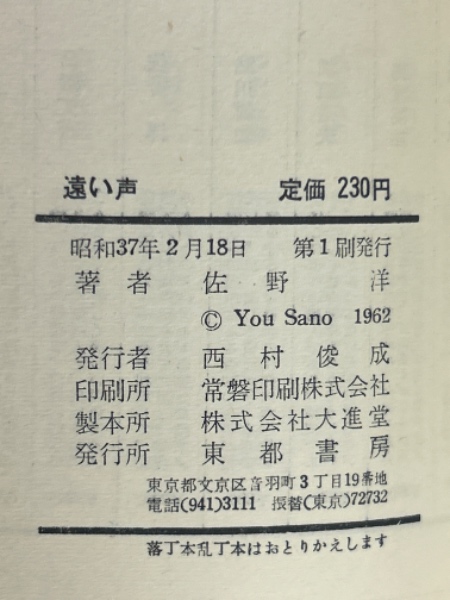 遠い声 定価 230円
昭和37年2月18日 第1刷発行
著者 佐野洋
© You Sano 1962
発行者 西村俊成
印刷所 常磐印刷株式会社
製本所 株式会社大進堂
発行所 東都書房
東京都文京区音羽町3丁目19番地
電話(941)3111 振替(東京)72732
落丁本乱丁本はおとりかえします